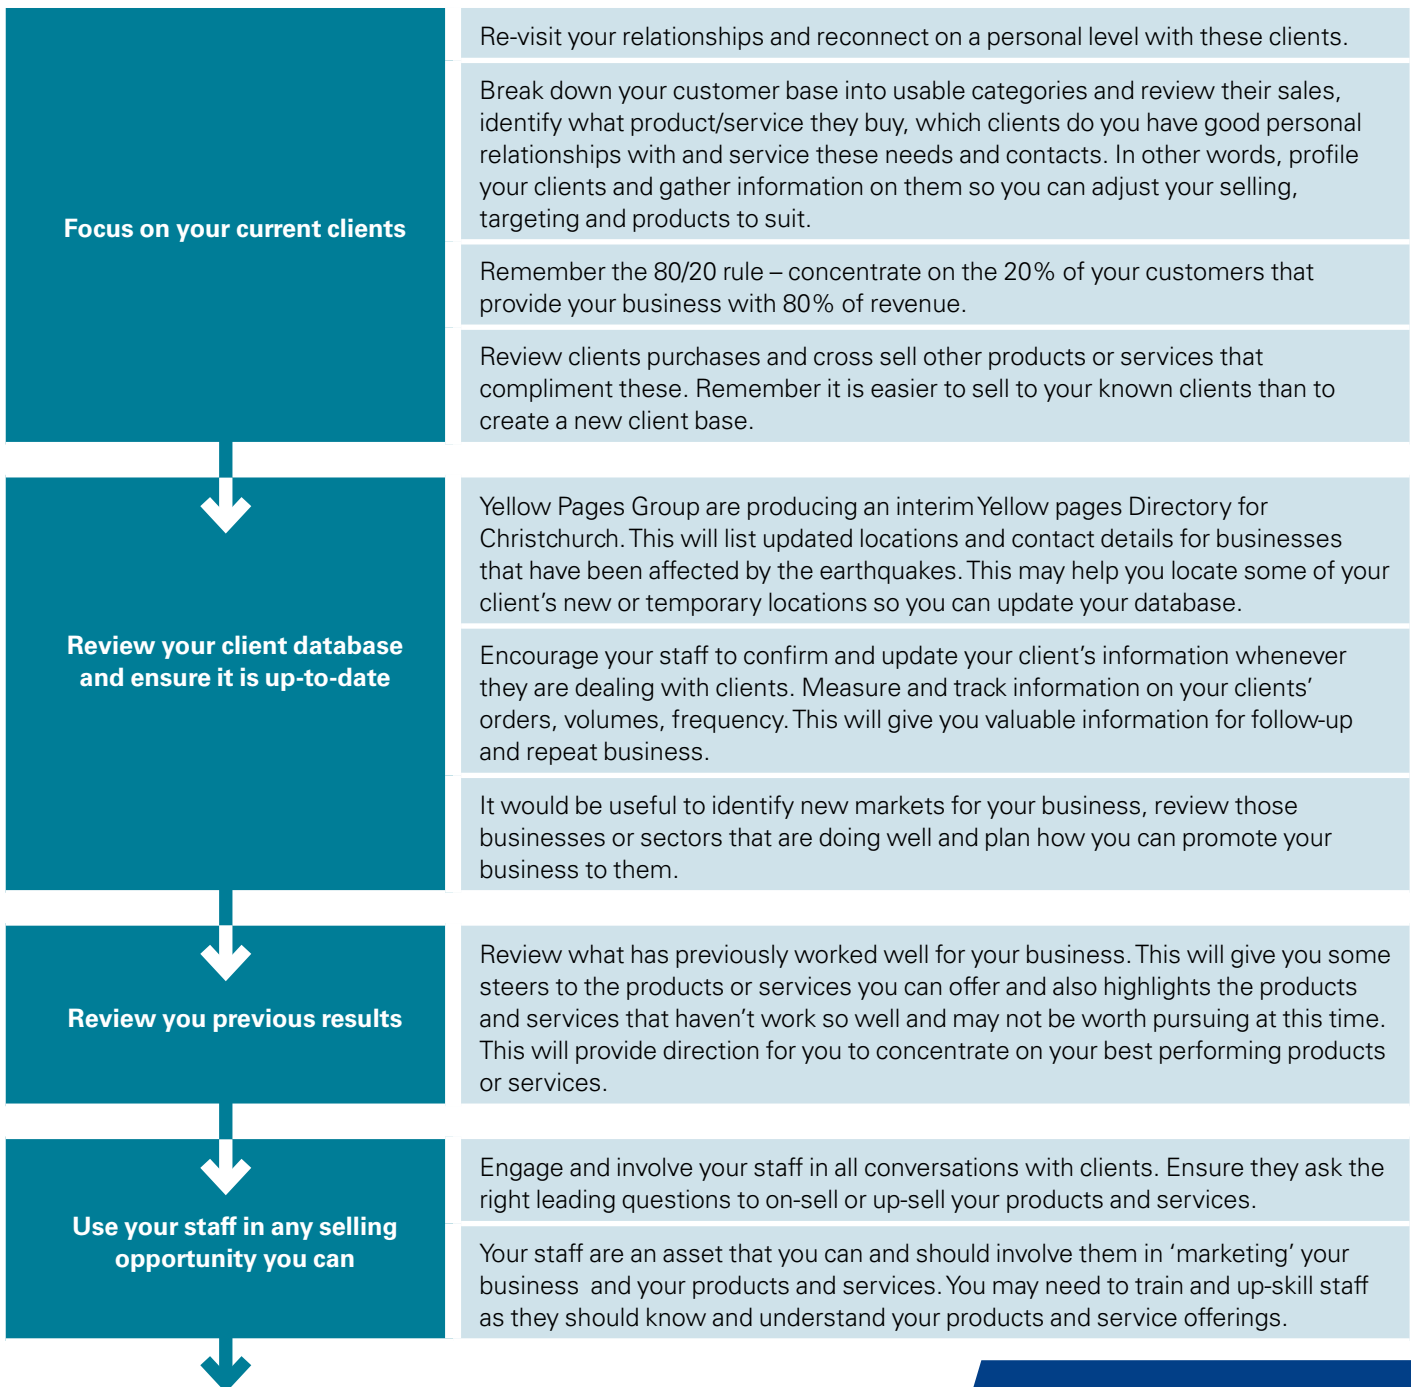 Focus on your current clients
Re-visit your relationships and reconnect on a personal level with these clients.
Break down your customer base into usable categories and review their sales,
identify what product/service they buy, which clients do you have good personal
relationships with and service these needs and contacts. In other words, profile
your clients and gather information on them so you can adjust your selling,
targeting and products to suit.
Remember the 80/20 rule – concentrate on the 20% of your customers that
provide your business with 80% of revenue.
Review clients purchases and cross sell other products or services that
compliment these. Remember it is easier to sell to your known clients than to
create a new client base.
Review your client database
and ensure it is up-to-date
Yellow Pages Group are producing an interim Yellow pages Directory for
Christchurch. This will list updated locations and contact details for businesses
that have been affected by the earthquakes. This may help you locate some of your
client's new or temporary locations so you can update your database.
Encourage your staff to confirm and update your client's information whenever
they are dealing with clients. Measure and track information on your clients'
orders, volumes, frequency. This will give you valuable information for follow-up
and repeat business.
It would be useful to identify new markets for your business, review those
businesses or sectors that are doing well and plan how you can promote your
business to them.
Review you previous results
Review what has previously worked well for your business. This will give you some
steers to the products or services you can offer and also highlights the products
and services that haven't work so well and may not be worth pursuing at this time.
This will provide direction for you to concentrate on your best performing products
or services.
Use your staff in any selling
opportunity you can
Engage and involve your staff in all conversations with clients. Ensure they ask the
right leading questions to on-sell or up-sell your products and services.
Your staff are an asset that you can and should involve them in 'marketing' your
business and your products and services. You may need to train and up-skill staff
as they should know and understand your products and service offerings.